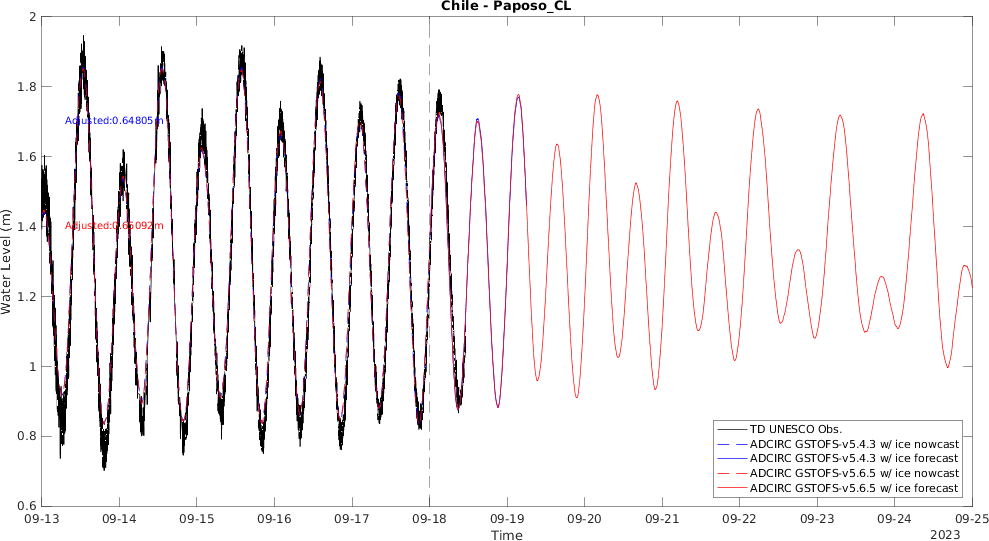 Chile - Paposo_CL
2
1.8
1.6
1.4
1.2
1
0.8
0.6
Water Level (m)
Adjusted:0.64805m
Adjusted:0.65092m
TD UNESCO Obs.
ADCIRC GSTOFS-v5.4.3 w/ ice nowcast
ADCIRC GSTOFS-v5.4.3 w/ ice forecast
ADCIRC GSTOFS-v5.6.5 w/ ice nowcast
ADCIRC GSTOFS-v5.6.5 w/ ice forecast
09-13 09-14 09-15 09-16 09-17 09-18 09-19 09-20 09-21 09-22 09-23 09-24 09-25
Time
2023